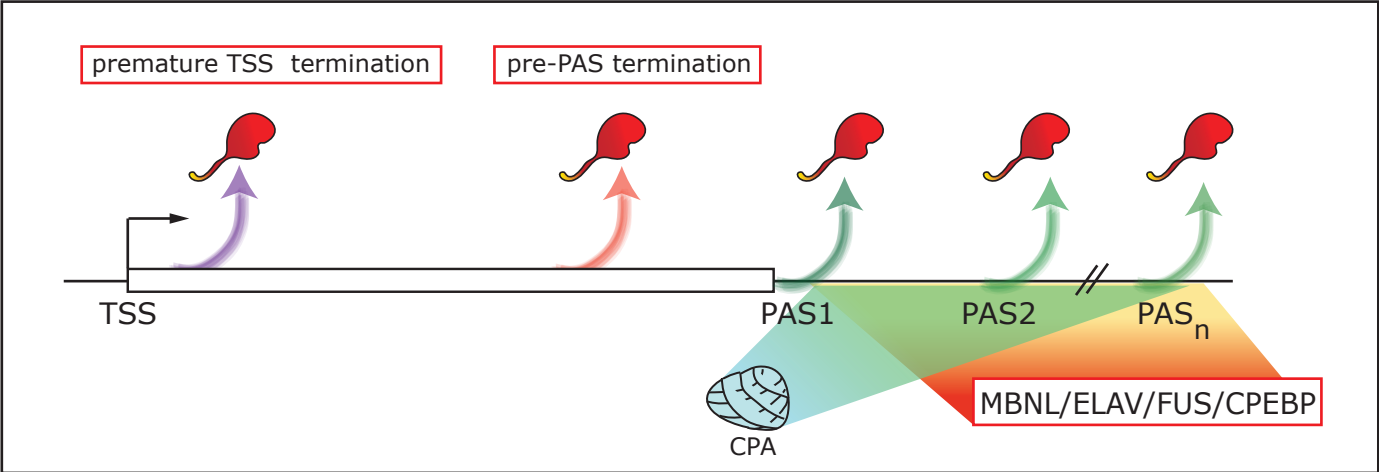 premature TSS termination
pre-PAS termination
TSS
PAS1
PAS2
PASn
MBNL/ELAV/FUS/CPEBP
CPA